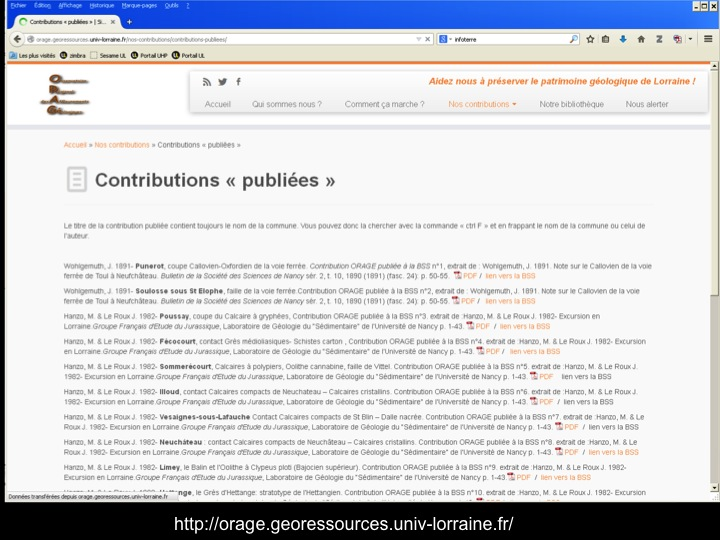 Fichier Édition Affichage Historique Marque-pages Outils ?
Contributions « publiées » | Si... × +
orage.georessources.univ-lorraine.fr/nos-contributions/contributions-publiees/
infoterre
Les plus visités zimbra Sesame UL Portail UHP Portail UL
Aidez nous à préserver le patrimoine géologique de Lorraine !
Accueil Qui sommes nous ? Comment ça marche ? Nos contributions Notre bibliothèque Nous alerter
Accueil » Nos contributions » Contributions « publiées »
Contributions « publiées »
Le titre de la contribution publiée contient toujours le nom de la commune. Vous pouvez donc la chercher avec la commande « ctrl F » et en frappant le nom de la commune ou celui de
l'auteur.
Wohlgemuth, J. 1891- Punerot, coupe Callovien-Oxfordien de la voie ferrée. Contribution ORAGE publiée à la BSS n°1, extrait de : Wohlgemuth, J. 1891. Note sur le Callovien de la voie
ferrée de Toul à Neufchâteau. Bulletin de la Société des Sciences de Nancy sér. 2, t. 10, 1890 (1891) (fasc. 24): p. 50-55. PDF / lien vers la BSS
Wohlgemuth, J. 1891- Soulosse sous St Elophe, faille de la voie ferrée.Contribution ORAGE publiée à la BSS n°2, extrait de : Wohlgemuth, J. 1891. Note sur le Callovien de la voie
ferrée de Toul à Neufchâteau. Bulletin de la Société des Sciences de Nancy sér. 2, t. 10, 1890 (1891) (fasc. 24): p. 50-55. PDF / lien vers la BSS
Hanzo, M. & Le Roux J. 1982- Poussay, coupe du Calcaire à gryphées, Contribution ORAGE publiée à la BSS n°3. extrait de :Hanzo, M. & Le Roux J. 1982- Excursion en
Lorraine.Groupe Français d'Etude du Jurassique, Laboratoire de Géologie du "Sédimentaire" de l'Université de Nancy p. 1-43. PDF / lien vers la BSS
Hanzo, M. & Le Roux J. 1982- Fécocourt, contact Grès médioliasiques- Schistes carton , Contribution ORAGE publiée à la BSS n°4. extrait de :Hanzo, M. & Le Roux J. 1982- Excursion
en Lorraine.Groupe Français d'Etude du Jurassique, Laboratoire de Géologie du "Sédimentaire" de l'Université de Nancy p. 1-43. PDF / lien vers la BSS
Hanzo, M. & Le Roux J. 1982- Sommerécourt, Calcaires à polypiers, Oolithe cannabine, faille de Vittel. Contribution ORAGE publiée à la BSS n°5. extrait de :Hanzo, M. & Le Roux J.
1982- Excursion en Lorraine.Groupe Français d'Etude du Jurassique, Laboratoire de Géologie du "Sédimentaire" de l'Université de Nancy p. 1-43. PDF lien vers la BSS
Hanzo, M. & Le Roux J. 1982- Illoud, contact Calcaires compacts de Neuchateau – Calcaires cristallins. Contribution ORAGE publiée à la BSS n°6. extrait de :Hanzo, M. & Le Roux J.
1982- Excursion en Lorraine.Groupe Français d'Etude du Jurassique, Laboratoire de Géologie du "Sédimentaire" de l'Université de Nancy p. 1-43. PDF / lien vers la BSS
Hanzo, M. & Le Roux J. 1982- Vesaignes-sous-Lafauche Contact Calcaires compacts de St Blin – Dalle nacrée. Contribution ORAGE publiée à la BSS n°7. extrait de :Hanzo, M. & Le
Roux J. 1982- Excursion en Lorraine.Groupe Français d'Etude du Jurassique, Laboratoire de Géologie du "Sédimentaire" de l'Université de Nancy p. 1-43. PDF / lien vers la BSS
Hanzo, M. & Le Roux J. 1982- Neuchâteau : contact Calcaires compacts de Neuchâteau – Calcaires cristallins. Contribution ORAGE publiée à la BSS n°8. extrait de :Hanzo, M. & Le
Roux J. 1982- Excursion en Lorraine.Groupe Français d'Etude du Jurassique, Laboratoire de Géologie du "Sédimentaire" de l'Université de Nancy p. 1-43. PDF / lien vers la BSS
Hanzo, M. & Le Roux J. 1982- Limey, le Balin et l'Oolithe à Clypeus ploti (Bajocien supérieur). Contribution ORAGE publiée à la BSS n°9. extrait de :Hanzo, M. & Le Roux J. 1982-
Excursion en Lorraine.Groupe Français d'Etude du Jurassique, Laboratoire de Géologie du "Sédimentaire" de l'Université de Nancy p. 1-43. PDF / lien vers la BSS
Hettange, le Grès d'Hettange: stratotype de l'Hettangien. Contribution ORAGE publiée à la BSS n°10. extrait de :Hanzo, M. & Le Roux J. 1982- Excursion
Données transférées depuis orage.georessources.univ-lorraine.fr...
http://orage.georessources.univ-lorraine.fr/